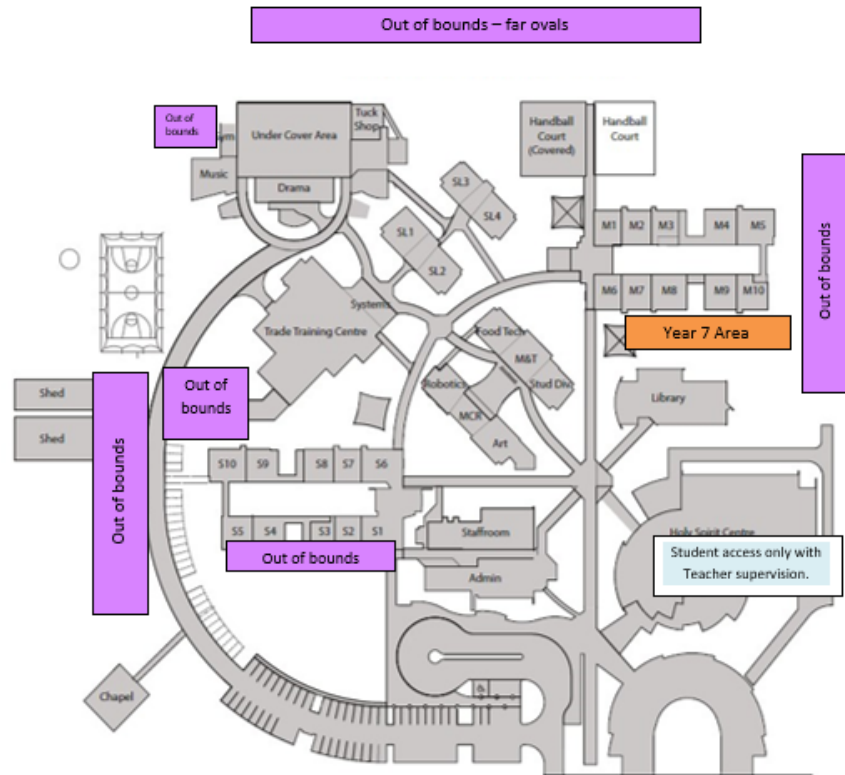 Out of bounds – far ovals
Out of
bounds
Under Cover Area
Tuck
Shop
Music
Drama
Handball
Court
(Covered)
Handball
Court
SL3
SL4
SL1
SL2
M1 M2 M3 M4 M5
M6 M7 M8 M9 M10
Out of bounds
Year 7 Area
Systems
Trade Training Centre
Food Tech
M&T
Stud Div
Robotics
MCR
Art
Library
Shed
Shed
Out of bounds
Out of
bounds
S10 S9 S8 S7 S6
S5 S4 S3 S2 S1
Out of bounds
Staffroom
Admin
Holy Spirit Centre
Student access only with
Teacher supervision.
Chapel